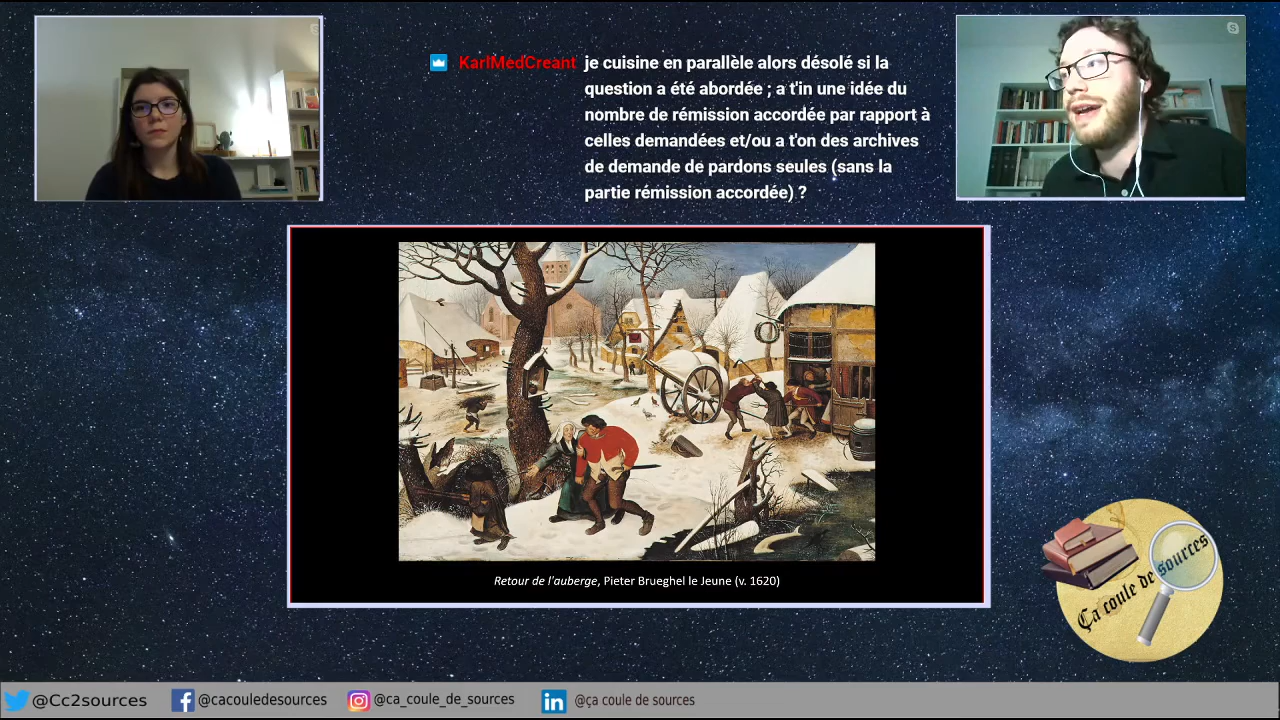 KarlMedCreant je cuisine en parallèle alors désolé si la
question a été abordée ; a t'in une idée du
nombre de rémission accordée par rapport à
celles demandées et/ou a t'on des archives
de demande de pardons seules (sans la
partie rémission accordée) ?
Retour de l'auberge, Pieter Brueghel le Jeune (v. 1620)
Ça coule de sources
@Cc2sources @cacouledesources @ca_coule_de_sources @ça coule de sources